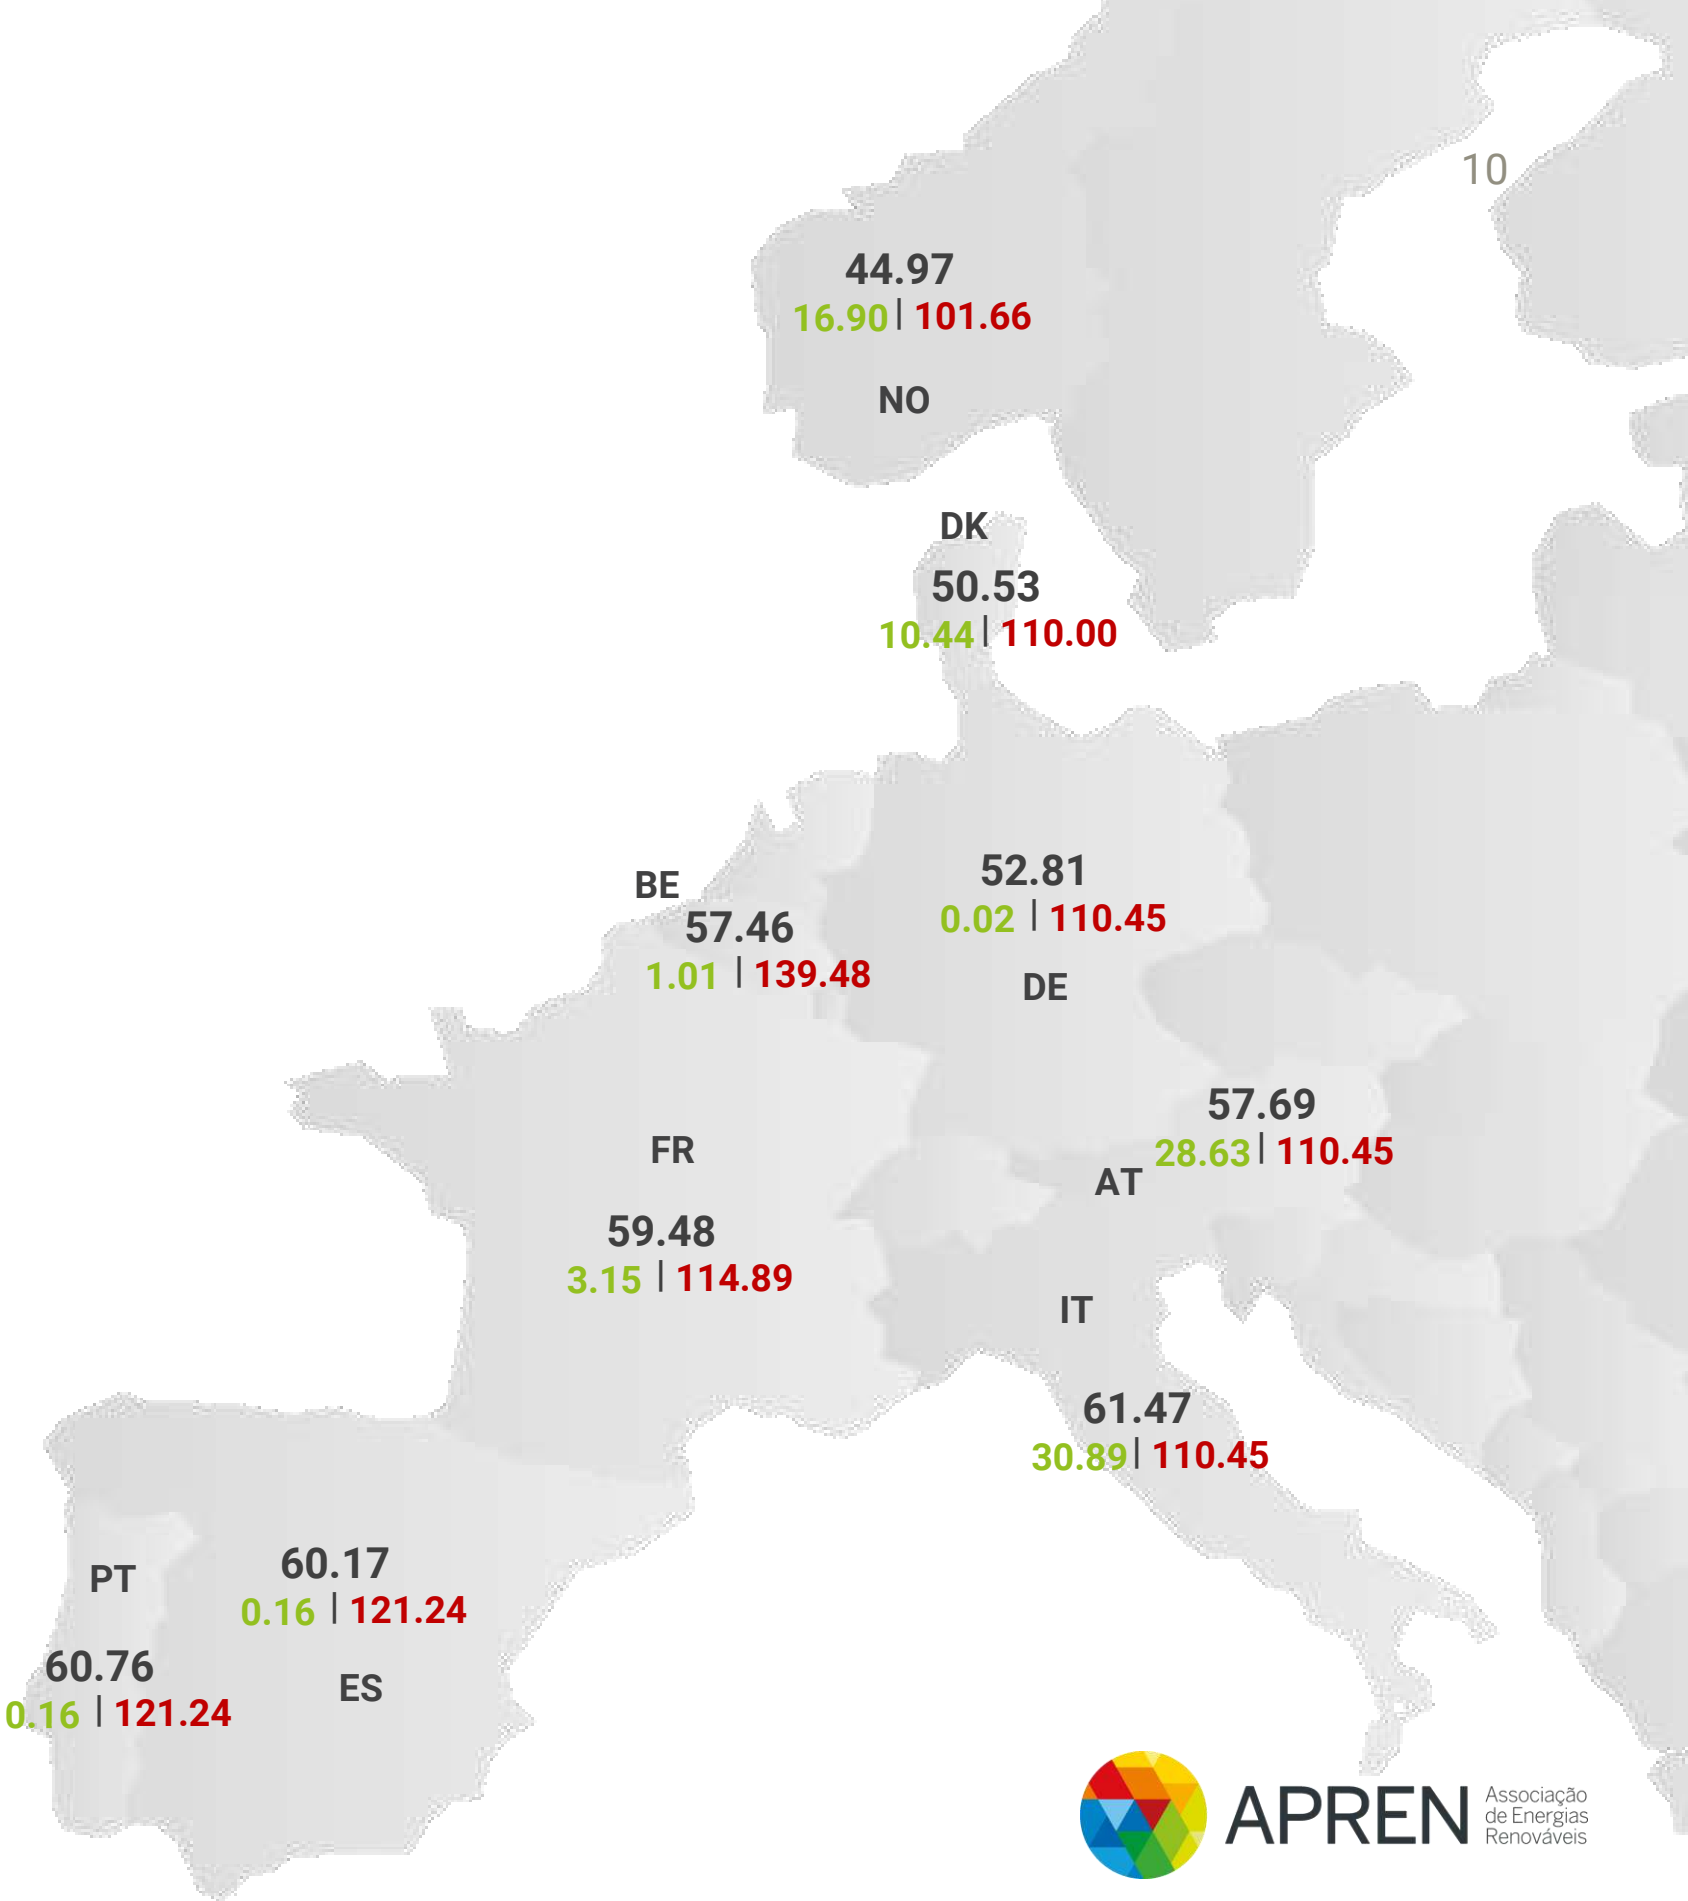 10
44.97
16.90 | 101.66
NO
DK
50.53
10.44 | 110.00
52.81
0.02 | 110.45
DE
BE
57.46
1.01 | 139.48
57.69
28.63 | 110.45
AT
FR
59.48
3.15 | 114.89
IT
61.47
30.89 | 110.45
60.17
0.16 | 121.24
ES
PT
60.76
0.16 | 121.24
APREN
Associação
de Energias
Renováveis